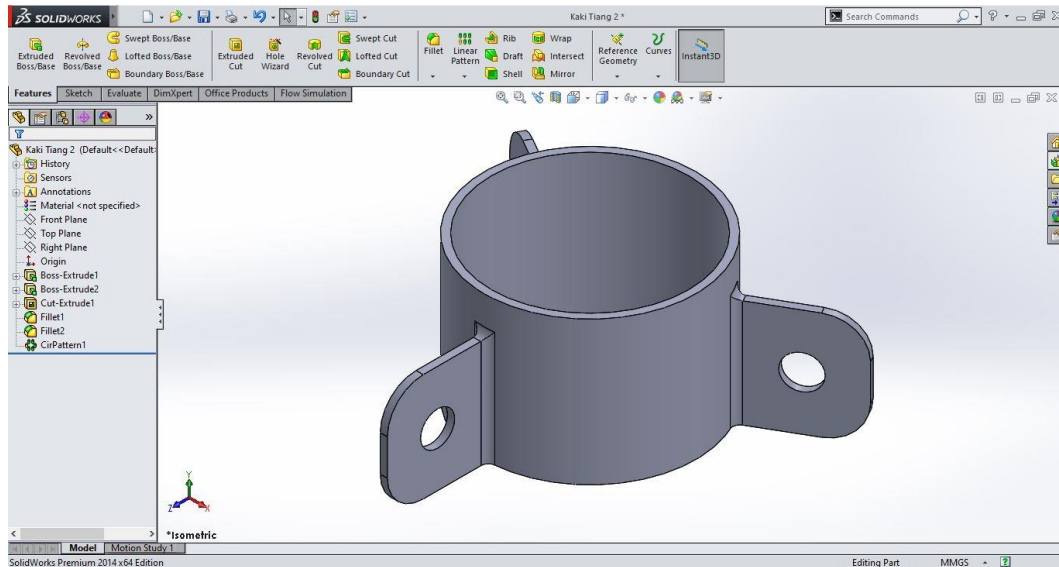 SOLIDWORKS
Kaki Tiang 2 *
Search Commands
Extruded Boss/Base
Revolved Boss/Base
Swept Boss/Base
Lofted Boss/Base
Boundary Boss/Base
Extruded Cut
Hole Wizard
Revolved Cut
Swept Cut
Lofted Cut
Boundary Cut
Fillet
Linear Pattern
Rib
Draft
Shell
Wrap
Intersect
Mirror
Reference Geometry
Curves
Instant3D
Features Sketch Evaluate DimXpert Office Products Flow Simulation
Kaki Tiang 2 (Default<<Default>
History
Sensors
Annotations
Material <not specified>
Front Plane
Top Plane
Right Plane
Origin
Boss-Extrude1
Boss-Extrude2
Cut-Extrude1
Fillet1
Fillet2
CirPattern1
Y
Z
X
*Isometric
Model Motion Study 1
SolidWorks Premium 2014 x64 Edition
Editing Part
MMGS